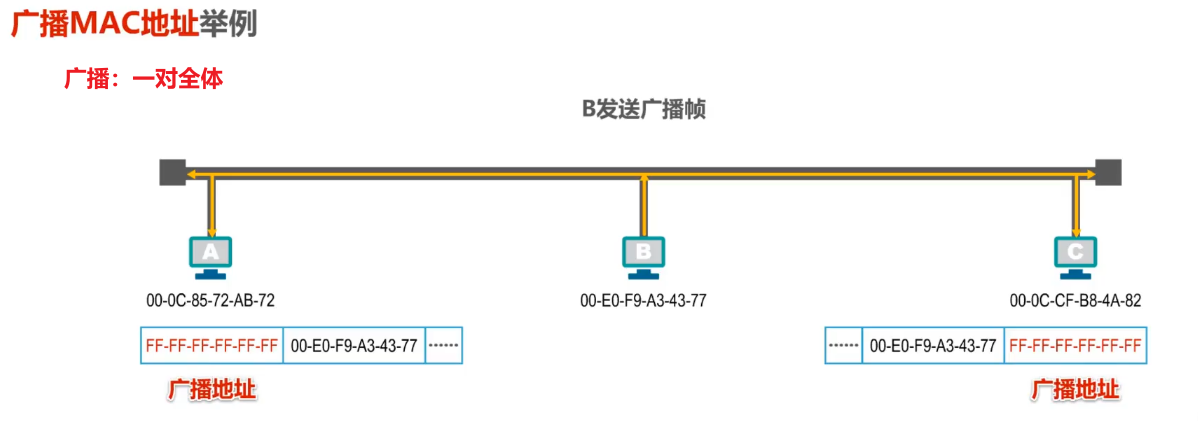 广播MAC地址举例
广播：一对全体
B发送广播帧
A
B
C
00-0C-85-72-AB-72
00-E0-F9-A3-43-77
00-0C-CF-B8-4A-82
FF-FF-FF-FF-FF-FF 00-E0-F9-A3-43-77 ······
······ 00-E0-F9-A3-43-77 FF-FF-FF-FF-FF-FF
广播地址
广播地址